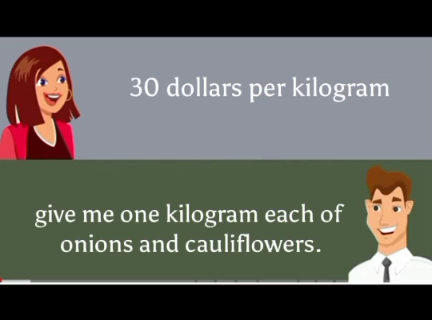 30 dollars per kilogram
give me one kilogram each of
onions and cauliflowers.